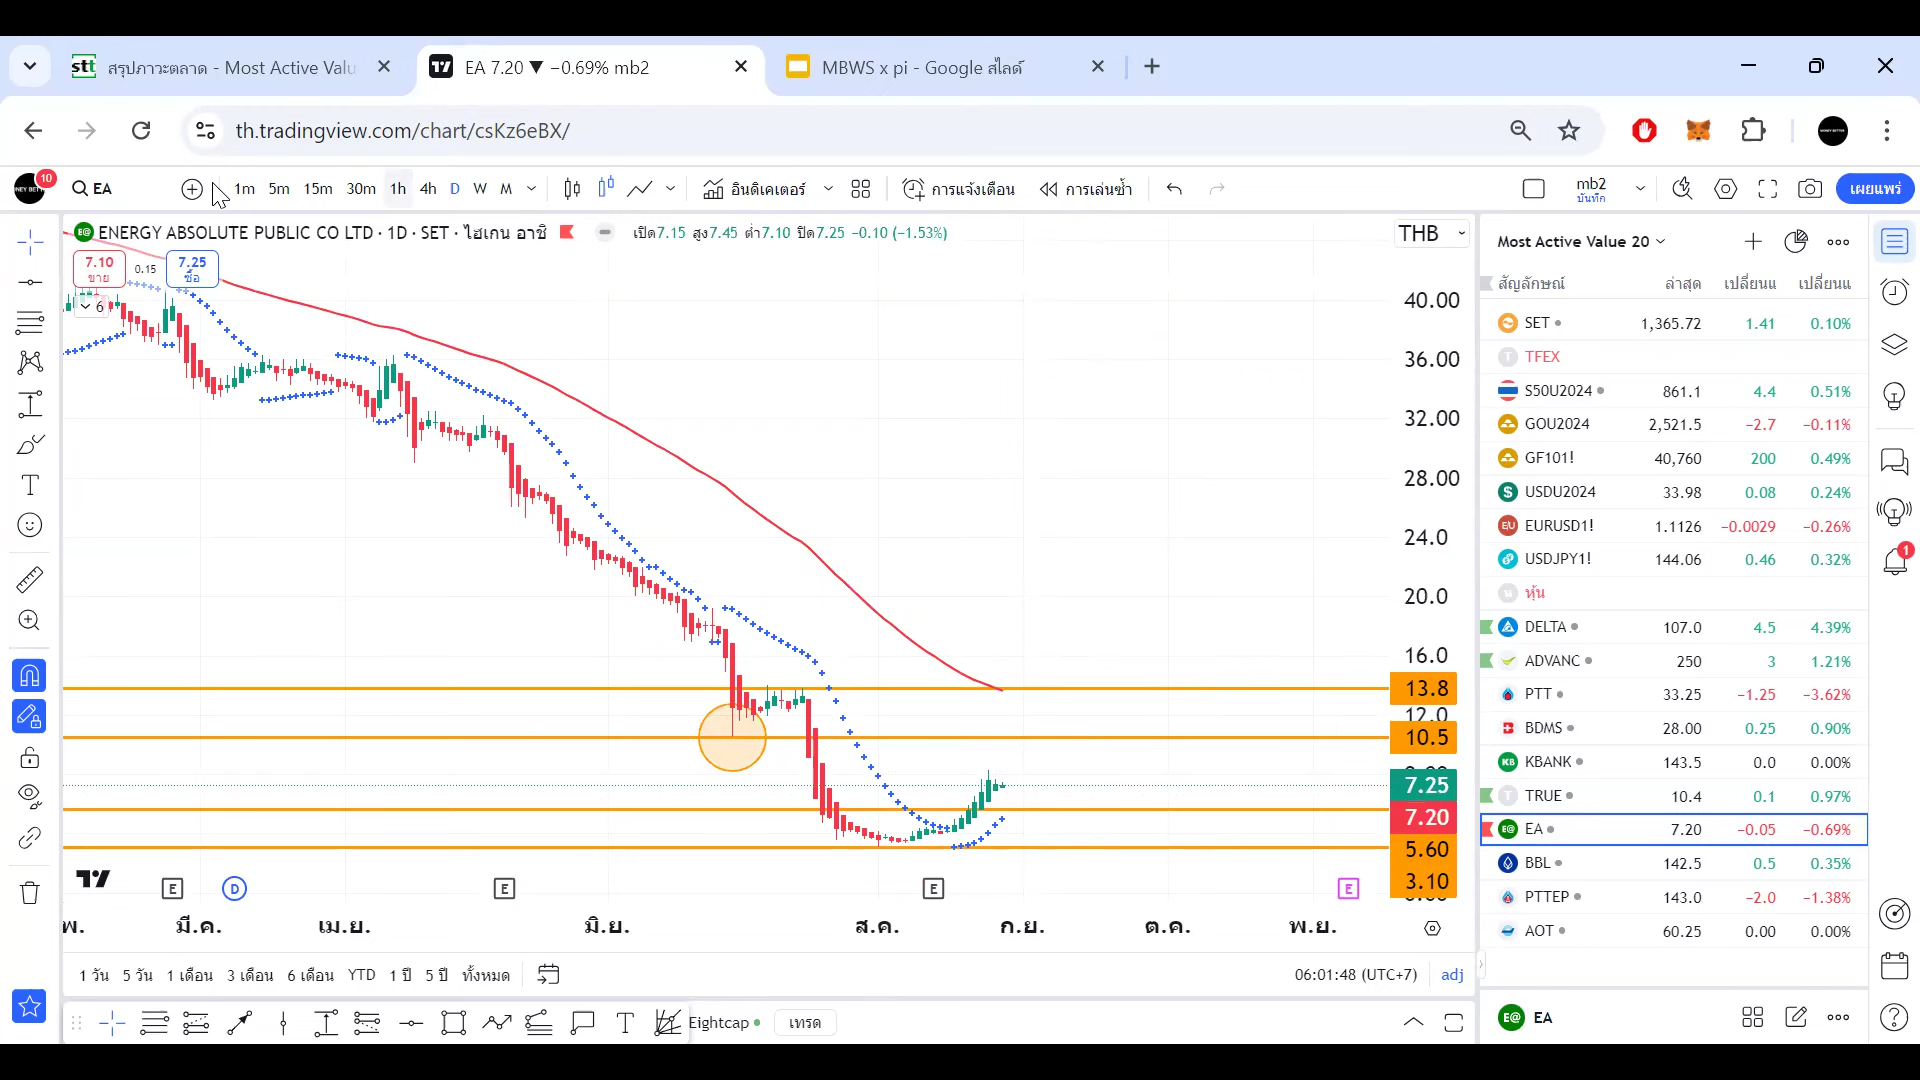 stt สรุปภาวะตลาด - Most Active Valu
EA 7.20 ▼ −0.69% mb2
MBWS x pi - Google สไลด์
th.tradingview.com/chart/csKz6eBX/
10
EA
1m 5m 15m 30m 1h 4h D W M
อินดิเคเตอร์
การแจ้งเตือน
การเล่นซ้ำ
mb2
บันทึก
เผยแพร่
ENERGY ABSOLUTE PUBLIC CO LTD · 1D · SET · ไฮเกน อาชิ
เปิด7.15 สูง7.45 ต่ำ7.10 ปิด7.25 −0.10 (−1.53%)
THB
7.10
ขาย
0.15
7.25
ซื้อ
6
40.00
36.00
32.00
28.00
24.0
20.0
16.0
13.8
12.0
10.5
7.25
7.20
5.60
3.10
E D E E E
พ. มี.ค. เม.ย. มิ.ย. ส.ค. ก.ย. ต.ค. พ.ย.
1 วัน 5 วัน 1 เดือน 3 เดือน 6 เดือน YTD 1 ปี 5 ปี ทั้งหมด
06:01:48 (UTC+7) adj
Eightcap เทรด
Most Active Value 20
สัญลักษณ์ ล่าสุด เปลี่ยนแ เปลี่ยนแ
SET 1,365.72 1.41 0.10%
TFEX
S50U2024 861.1 4.4 0.51%
GOU2024 2,521.5 −2.7 −0.11%
GF101! 40,760 200 0.49%
USDU2024 33.98 0.08 0.24%
EURUSD1! 1.1126 −0.0029 −0.26%
USDJPY1! 144.06 0.46 0.32%
หุ้น
DELTA 107.0 4.5 4.39%
ADVANC 250 3 1.21%
PTT 33.25 −1.25 −3.62%
BDMS 28.00 0.25 0.90%
KBANK 143.5 0.0 0.00%
TRUE 10.4 0.1 0.97%
EA 7.20 −0.05 −0.69%
BBL 142.5 0.5 0.35%
PTTEP 143.0 −2.0 −1.38%
AOT 60.25 0.00 0.00%
EA
1